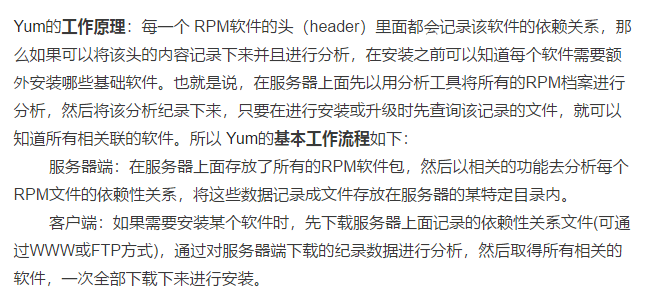 Yum的工作原理：每一个 RPM软件的头（header）里面都会记录该软件的依赖关系，那
么如果可以将该头的内容记录下来并且进行分析，在安装之前可以知道每个软件需要额
外安装哪些基础软件。也就是说，在服务器上面先以用分析工具将所有的RPM档案进行
分析，然后将该分析纪录下来，只要在进行安装或升级时先查询该记录的文件，就可以
知道所有相关联的软件。所以 Yum的基本工作流程如下：
服务器端：在服务器上面存放了所有的RPM软件包，然后以相关的功能去分析每个
RPM文件的依赖性关系，将这些数据记录成文件存放在服务器的某特定目录内。
客户端：如果需要安装某个软件时，先下载服务器上面记录的依赖性关系文件(可通
过WWW或FTP方式)，通过对服务器端下载的纪录数据进行分析，然后取得所有相关的
软件，一次全部下载下来进行安装。